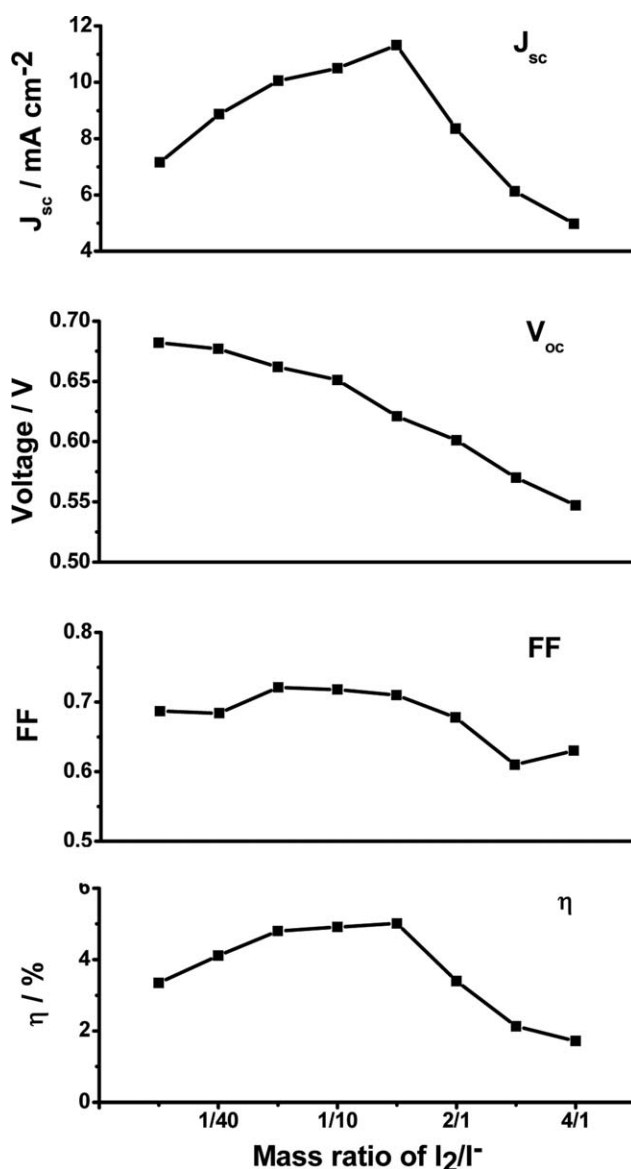 12
10
8
6
4
J_sc / mA cm⁻²
J_sc
0.70
0.65
0.60
0.55
0.50
Voltage / V
V_oc
0.8
0.7
0.6
0.5
FF
FF
6
4
2
0
η / %
η
1/40 1/10 2/1 4/1
Mass ratio of I₂/I⁻